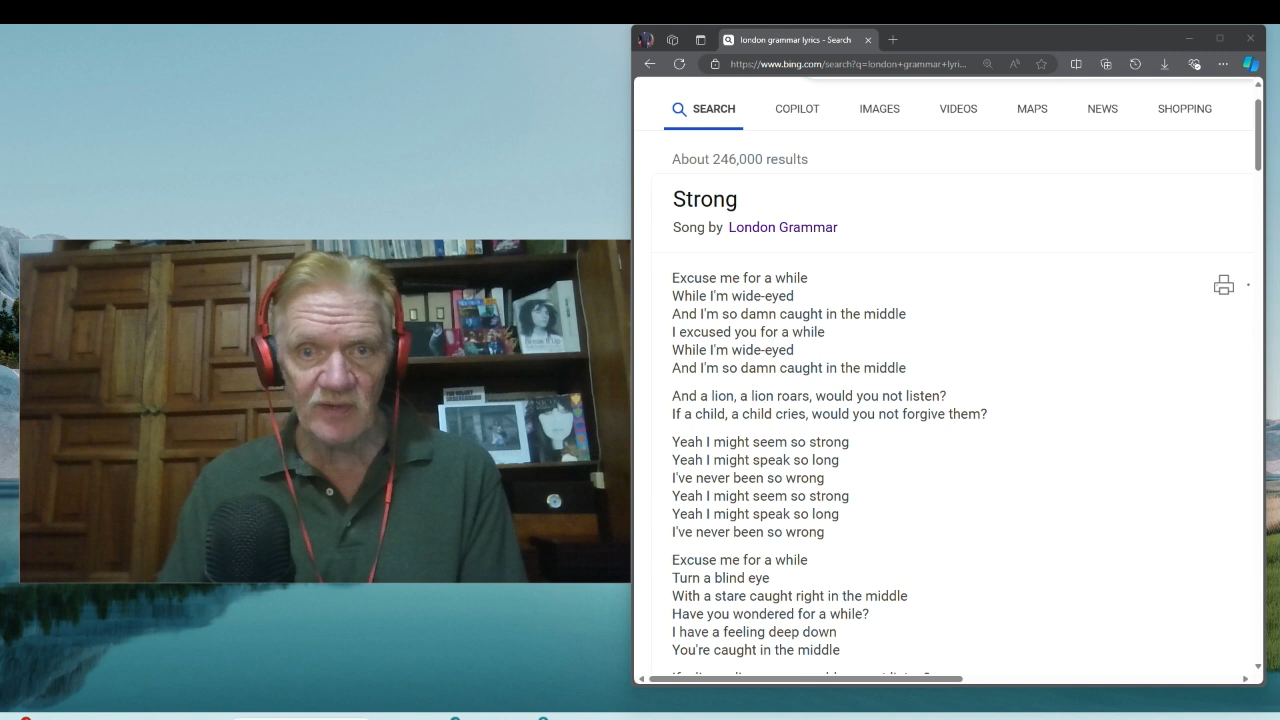 london grammar lyrics - Search
https://www.bing.com/search?q=london+grammar+lyri...
SEARCH COPILOT IMAGES VIDEOS MAPS NEWS SHOPPING
About 246,000 results
Strong
Song by London Grammar
Excuse me for a while
While I'm wide-eyed
And I'm so damn caught in the middle
I excused you for a while
While I'm wide-eyed
And I'm so damn caught in the middle
And a lion, a lion roars, would you not listen?
If a child, a child cries, would you not forgive them?
Yeah I might seem so strong
Yeah I might speak so long
I've never been so wrong
Yeah I might seem so strong
Yeah I might speak so long
I've never been so wrong
Excuse me for a while
Turn a blind eye
With a stare caught right in the middle
Have you wondered for a while?
I have a feeling deep down
You're caught in the middle